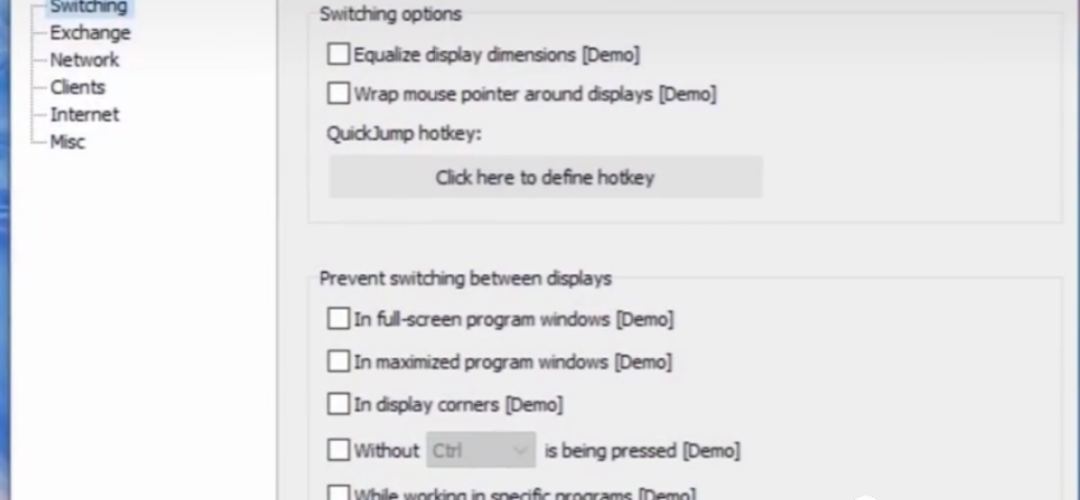 Switching
Exchange
Network
Clients
Internet
Misc
Switching options
Equalize display dimensions [Demo]
Wrap mouse pointer around displays [Demo]
QuickJump hotkey:
Click here to define hotkey
Prevent switching between displays
In full-screen program windows [Demo]
In maximized program windows [Demo]
In display corners [Demo]
Without Ctrl is being pressed [Demo]
While working in specific programs [Demo]